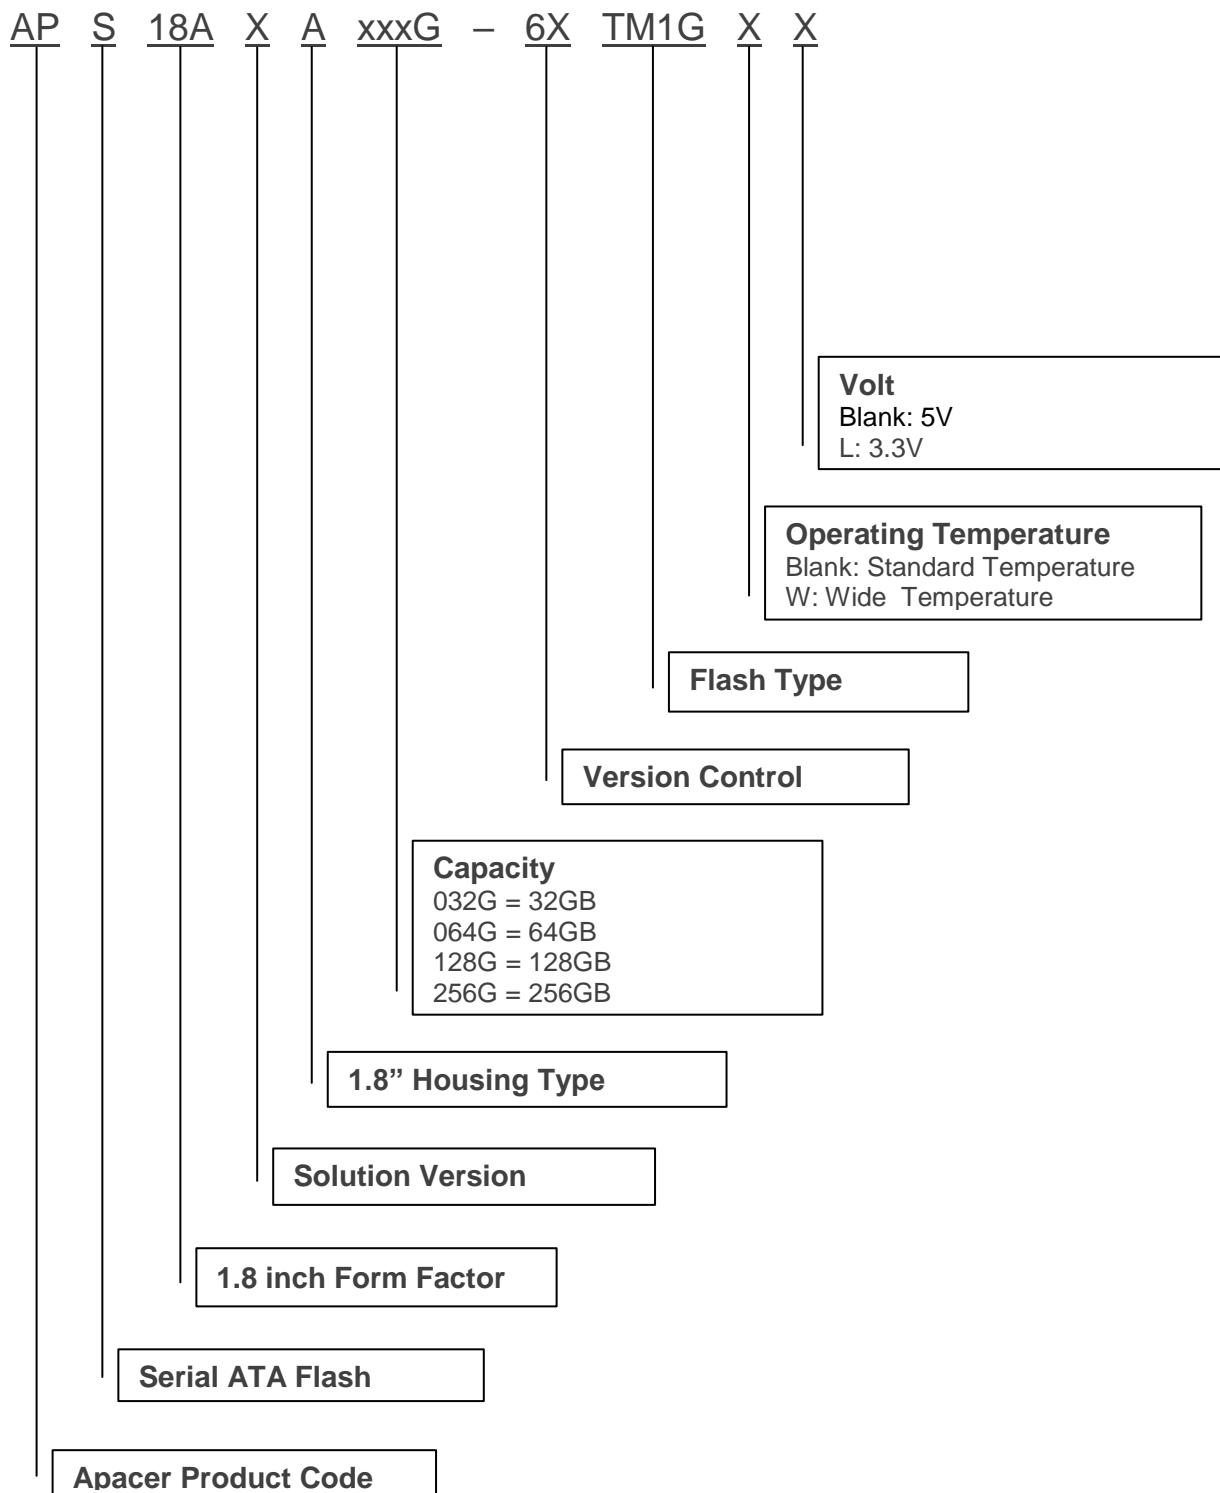 AP S 18A X A xxxG – 6X TM1G X X
Volt
Blank: 5V
L: 3.3V
Operating Temperature
Blank: Standard Temperature
W: Wide  Temperature
Flash Type
Version Control
Capacity
032G = 32GB
064G = 64GB
128G = 128GB
256G = 256GB
1.8” Housing Type
Solution Version
1.8 inch Form Factor
Serial ATA Flash
Apacer Product Code